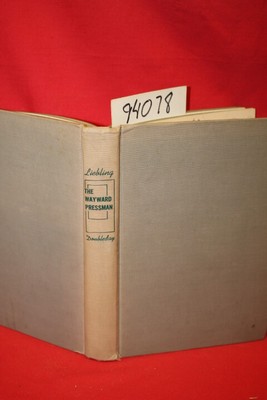 94078
Liebling
THE
WAYWARD
PRESSMAN
Doubleday